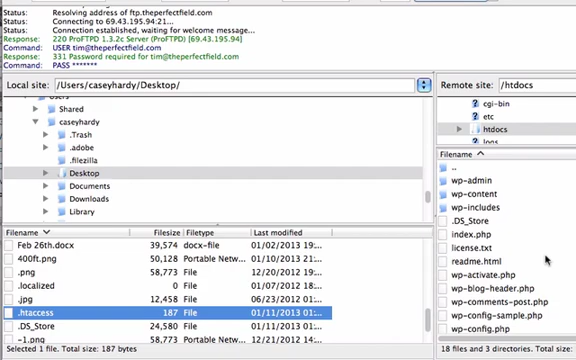 Status: Resolving address of ftp.theperfectfield.com
Status: Connecting to 69.43.195.94:21...
Status: Connection established, waiting for welcome message...
Response: 220 ProFTPD 1.3.2c Server (ProFTPD) [69.43.195.94]
Command: USER tim@theperfectfield.com
Response: 331 Password required for tim@theperfectfield.com
Command: PASS *******
Local site: /Users/caseyhardy/Desktop/
Remote site: /htdocs
Users
Shared
caseyhardy
.Trash
.adobe
.filezilla
Desktop
Documents
Downloads
Library
cgi-bin
etc
htdocs
logs
Filename Filesize Filetype Last modified
Feb 26th.docx 39,574 docx-file 01/02/2013 19:...
400ft.png 50,128 Portable Netw... 01/10/2013 21:...
.png 58,773 File 12/20/2012 19:...
.localized 0 File 07/02/2012 18:...
.jpg 12,458 File 06/23/2012 01:...
.htaccess 187 File 01/11/2013 01:...
.DS_Store 24,580 File 01/11/2013 01:...
-1.png 58,773 Portable Netw...
Selected 1 file. Total size: 187 bytes
Filename
..
wp-admin
wp-content
wp-includes
.DS_Store
index.php
license.txt
readme.html
wp-activate.php
wp-blog-header.php
wp-comments-post.php
wp-config-sample.php
wp-config.php
18 files and 3 directories. Total size: